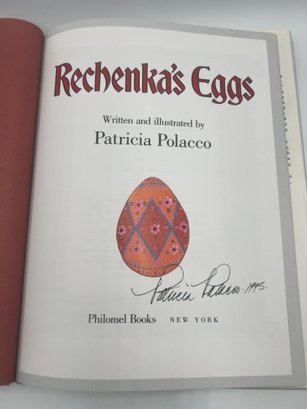 Rechenka's Eggs
Written and illustrated by
Patricia Polacco
Patricia Polacco · 1995.
Philomel Books NEW YORK